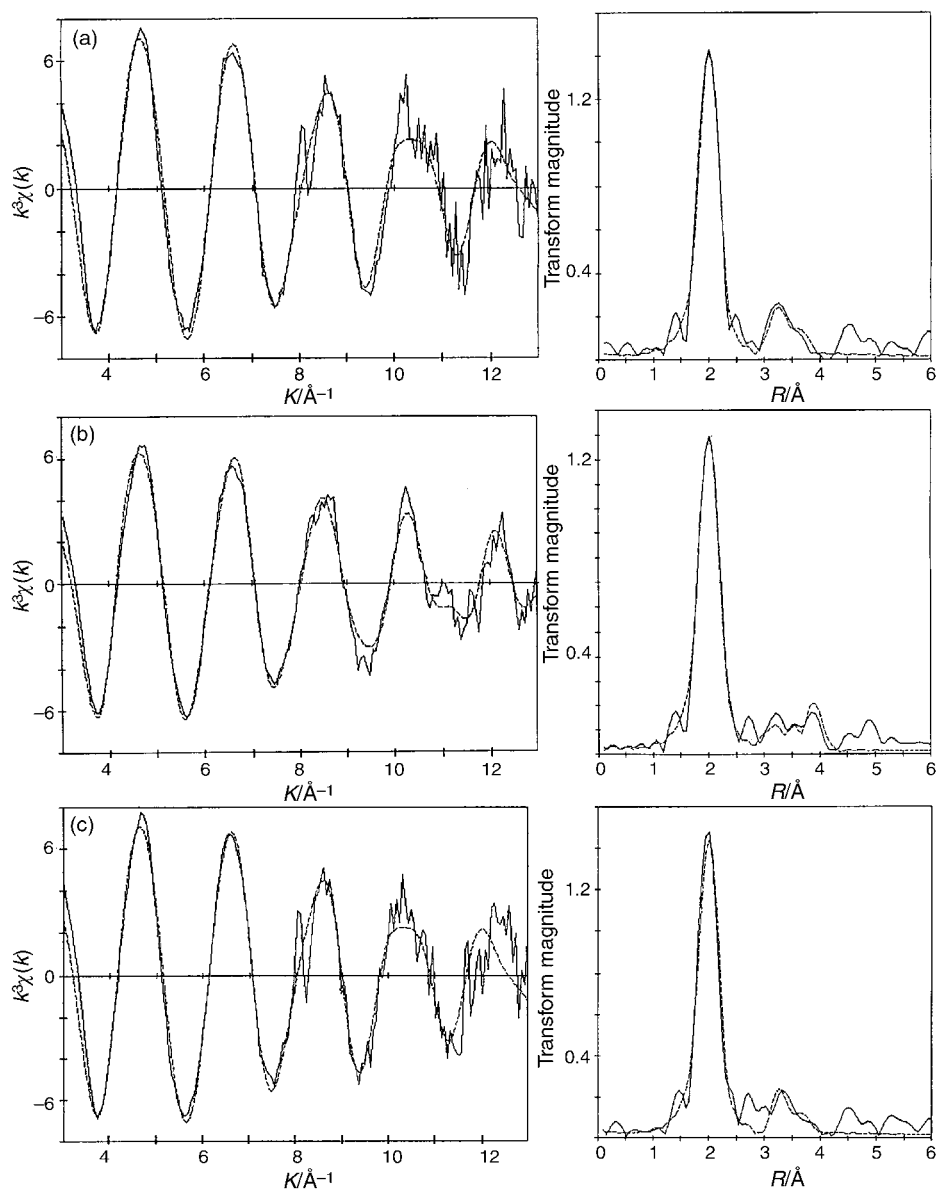 (a)
6
0
−6
k³χ(k)
4 6 8 10 12
K/Å⁻¹
Transform magnitude
1.2
0.4
0 1 2 3 4 5 6
R/Å
(b)
6
0
−6
k³χ(k)
4 6 8 10 12
K/Å⁻¹
Transform magnitude
1.2
0.4
0 1 2 3 4 5 6
R/Å
(c)
6
0
−6
k³χ(k)
4 6 8 10 12
K/Å⁻¹
Transform magnitude
1.2
0.4
0 1 2 3 4 5 6
R/Å